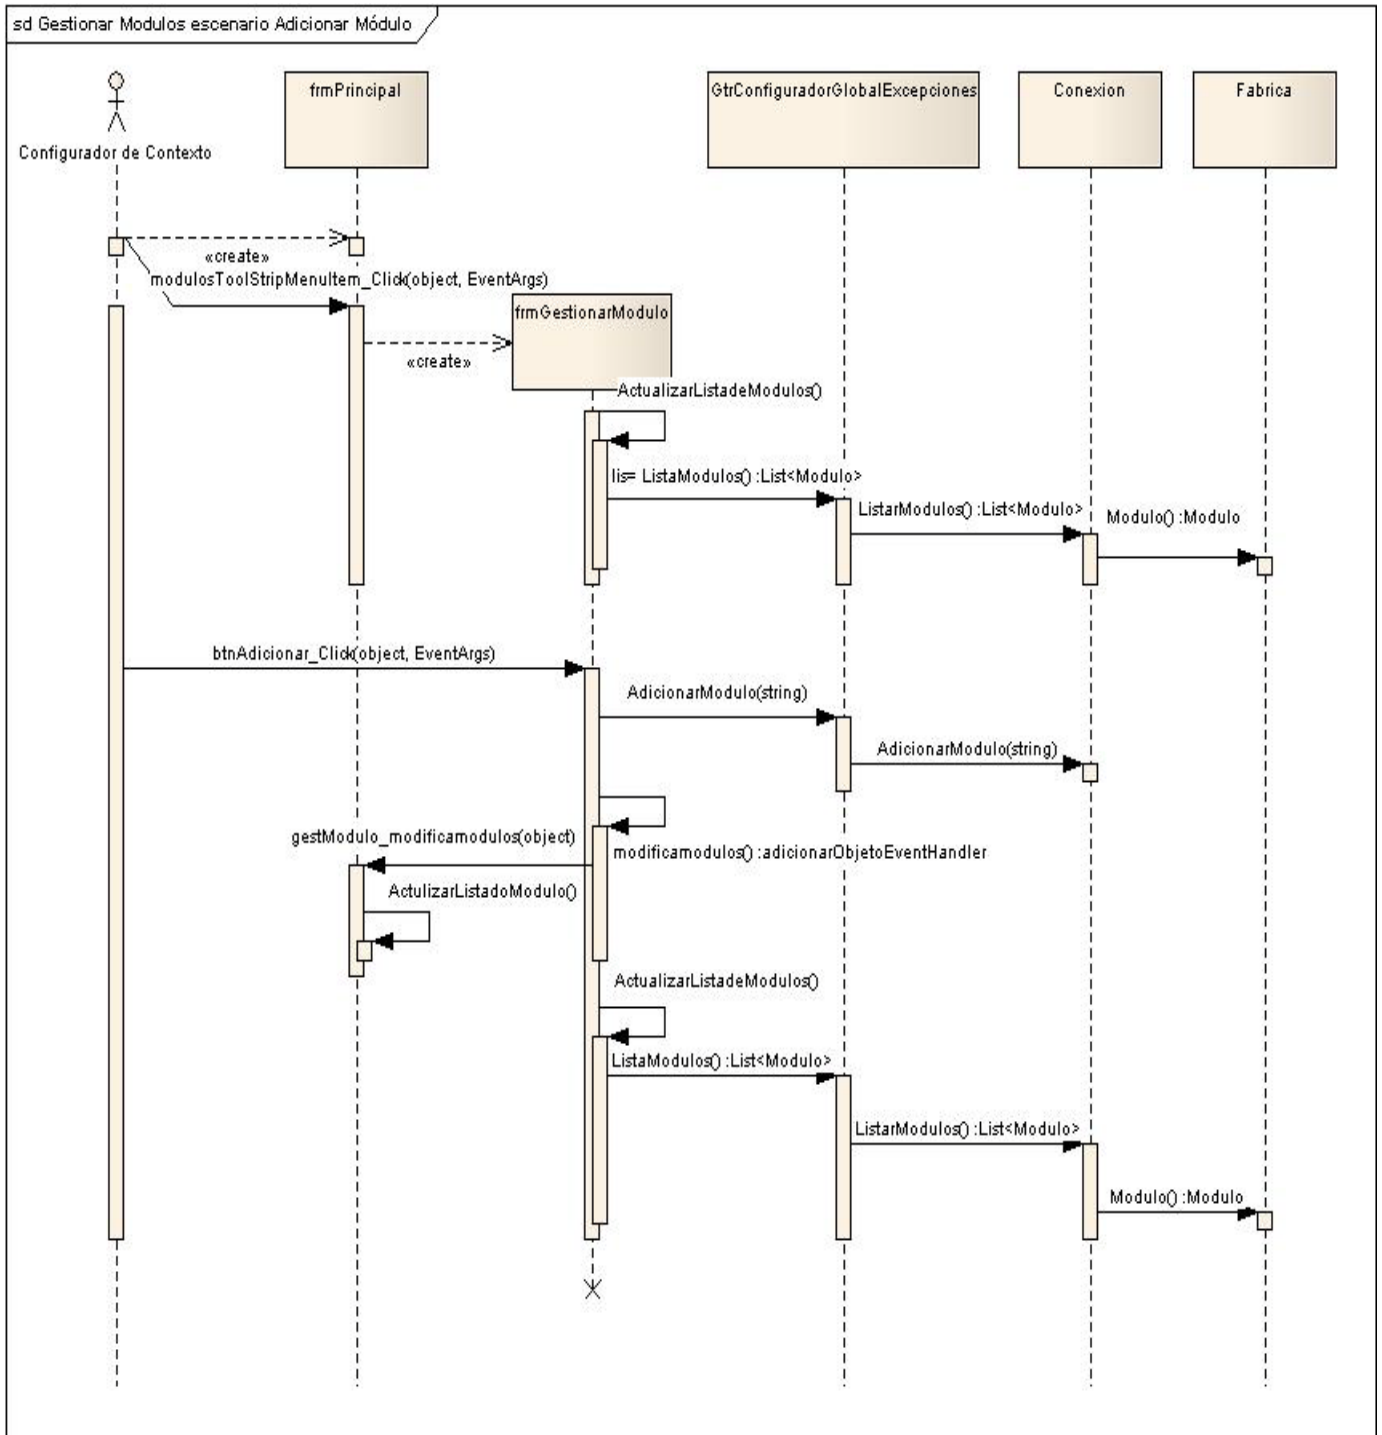 sd Gestionar Modulos escenario Adicionar Módulo
Configurador de Contexto
frmPrincipal
GtrConfiguradorGlobalExcepciones
Conexion
Fabrica
«create»
modulosToolStripMenuItem_Click(object, EventArgs)
frmGestionarModulo
«create»
ActualizarListadeModulos()
lis= ListaModulos() :List<Modulo>
ListarModulos() :List<Modulo>
Modulo() :Modulo
btnAdicionar_Click(object, EventArgs)
AdicionarModulo(string)
AdicionarModulo(string)
gestModulo_modificamodulos(object)
modificamodulos() :adicionarObjetoEventHandler
ActulizarListadoModulo()
ActualizarListadeModulos()
ListaModulos() :List<Modulo>
ListarModulos() :List<Modulo>
Modulo() :Modulo